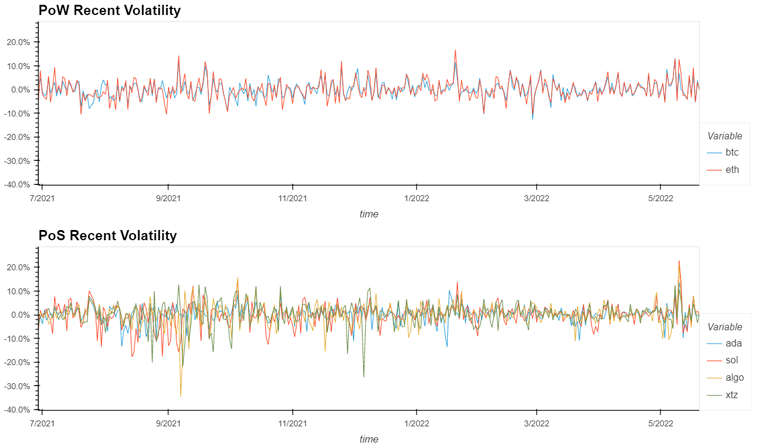 PoW Recent Volatility
20.0%
10.0%
0.0%
-10.0%
-20.0%
-30.0%
-40.0%
7/2021 9/2021 11/2021 1/2022 3/2022 5/2022
time
Variable
btc
eth
PoS Recent Volatility
20.0%
10.0%
0.0%
-10.0%
-20.0%
-30.0%
-40.0%
7/2021 9/2021 11/2021 1/2022 3/2022 5/2022
time
Variable
ada
sol
algo
xtz